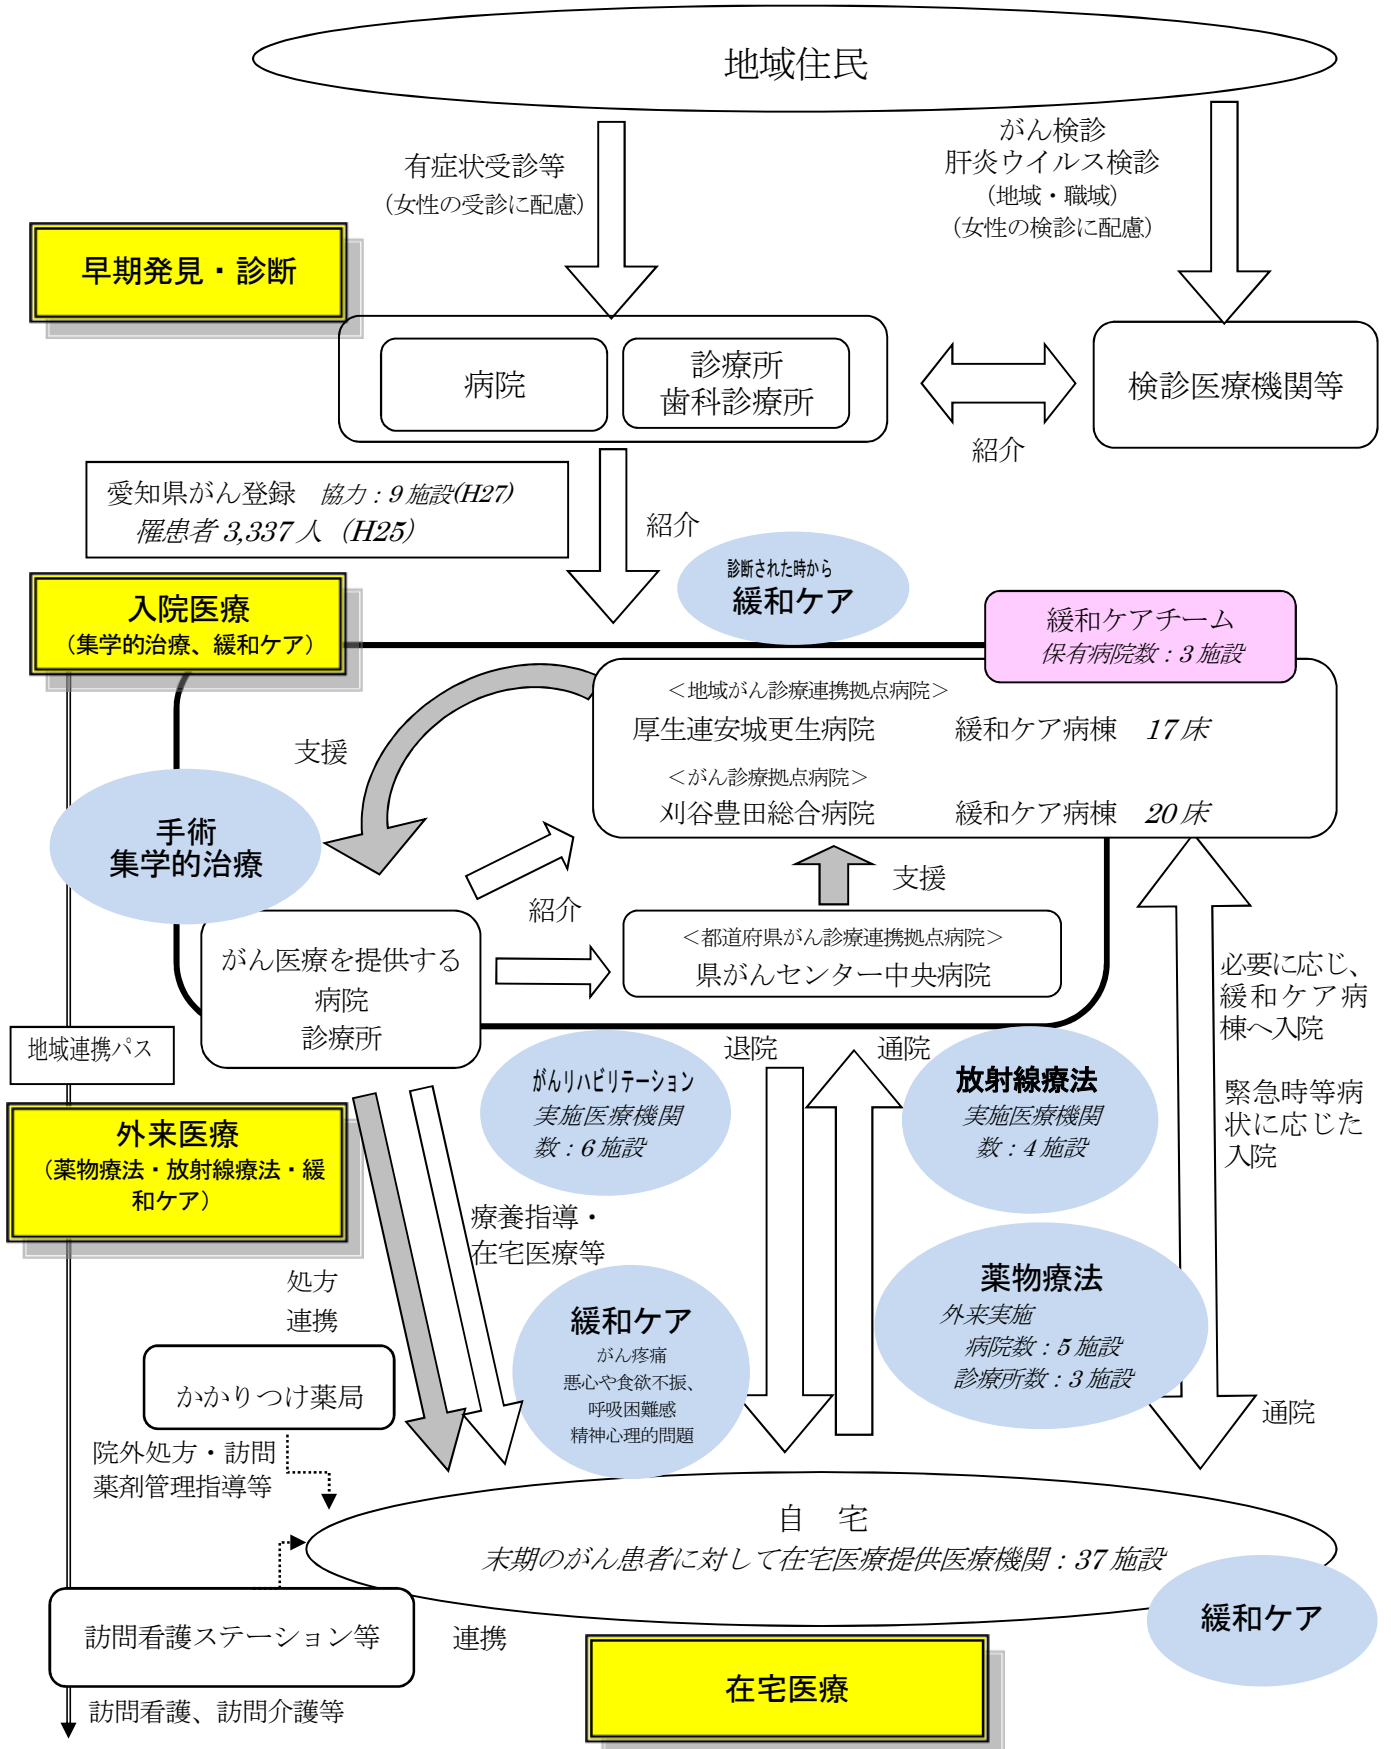 地域住民
有症状受診等
（女性の受診に配慮）
がん検診
肝炎ウイルス検診
（地域・職域）
（女性の検診に配慮）
早期発見・診断
病院
診療所
歯科診療所
検診医療機関等
紹介
愛知県がん登録　協力：9施設(H27)
罹患者 3,337人（H25）
紹介
診断された時から
緩和ケア
入院医療
（集学的治療、緩和ケア）
緩和ケアチーム
保有病院数：3施設
＜地域がん診療連携拠点病院＞
厚生連安城更生病院　緩和ケア病棟　17床
＜がん診療拠点病院＞
刈谷豊田総合病院　緩和ケア病棟　20床
支援
手術
集学的治療
支援
紹介
＜都道府県がん診療連携拠点病院＞
県がんセンター中央病院
がん医療を提供する
病院
診療所
必要に応じ、
緩和ケア病
棟へ入院
緊急時等病
状に応じた
入院
地域連携パス
退院
通院
がんリハビリテーション
実施医療機関
数：6施設
放射線療法
実施医療機関
数：4施設
外来医療
（薬物療法・放射線療法・緩
和ケア）
療養指導・
在宅医療等
処方
連携
薬物療法
外来実施
病院数：5施設
診療所数：3施設
緩和ケア
がん疼痛
悪心や食欲不振、
呼吸困難感
精神心理的問題
かかりつけ薬局
通院
院外処方・訪問
薬剤管理指導等
自　宅
末期のがん患者に対して在宅医療提供医療機関：37施設
緩和ケア
訪問看護ステーション等
連携
在宅医療
訪問看護、訪問介護等